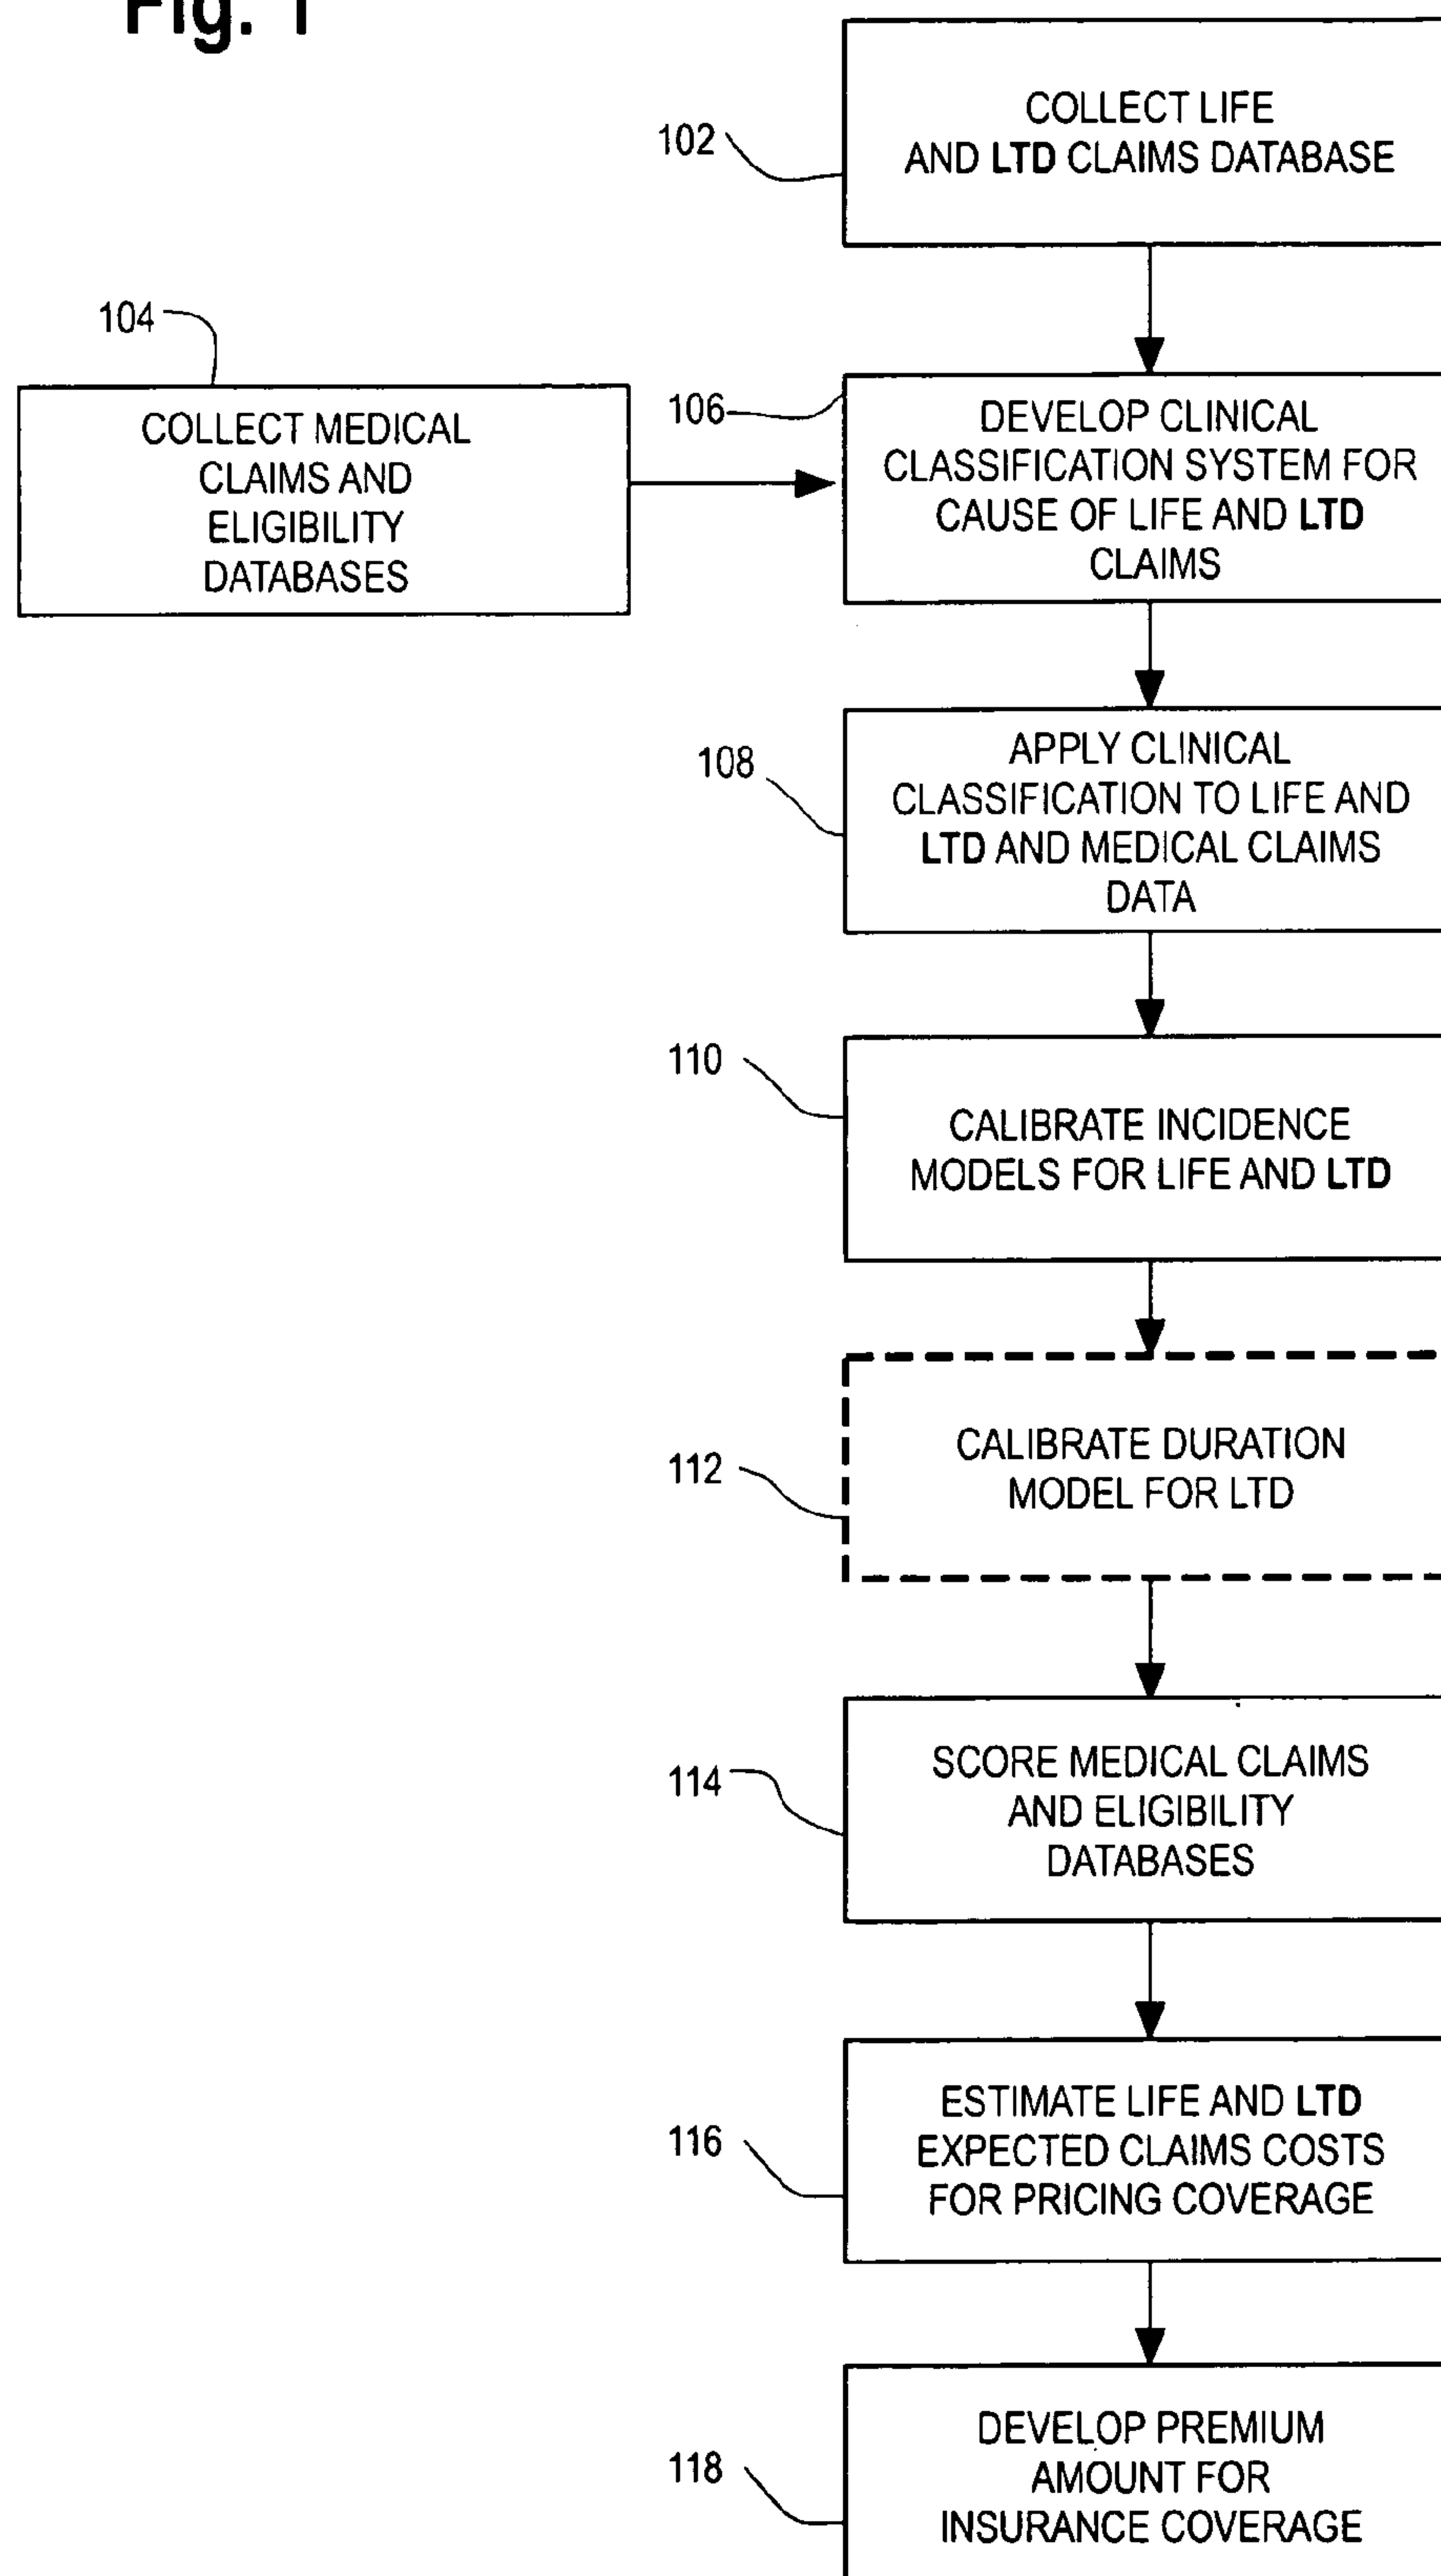 Fig. 1
COLLECT LIFE
AND LTD CLAIMS DATABASE
102
104
COLLECT MEDICAL
CLAIMS AND
ELIGIBILITY
DATABASES
106
DEVELOP CLINICAL
CLASSIFICATION SYSTEM FOR
CAUSE OF LIFE AND LTD
CLAIMS
108
APPLY CLINICAL
CLASSIFICATION TO LIFE AND
LTD AND MEDICAL CLAIMS
DATA
110
CALIBRATE INCIDENCE
MODELS FOR LIFE AND LTD
112
CALIBRATE DURATION
MODEL FOR LTD
114
SCORE MEDICAL CLAIMS
AND ELIGIBILITY
DATABASES
116
ESTIMATE LIFE AND LTD
EXPECTED CLAIMS COSTS
FOR PRICING COVERAGE
118
DEVELOP PREMIUM
AMOUNT FOR
INSURANCE COVERAGE